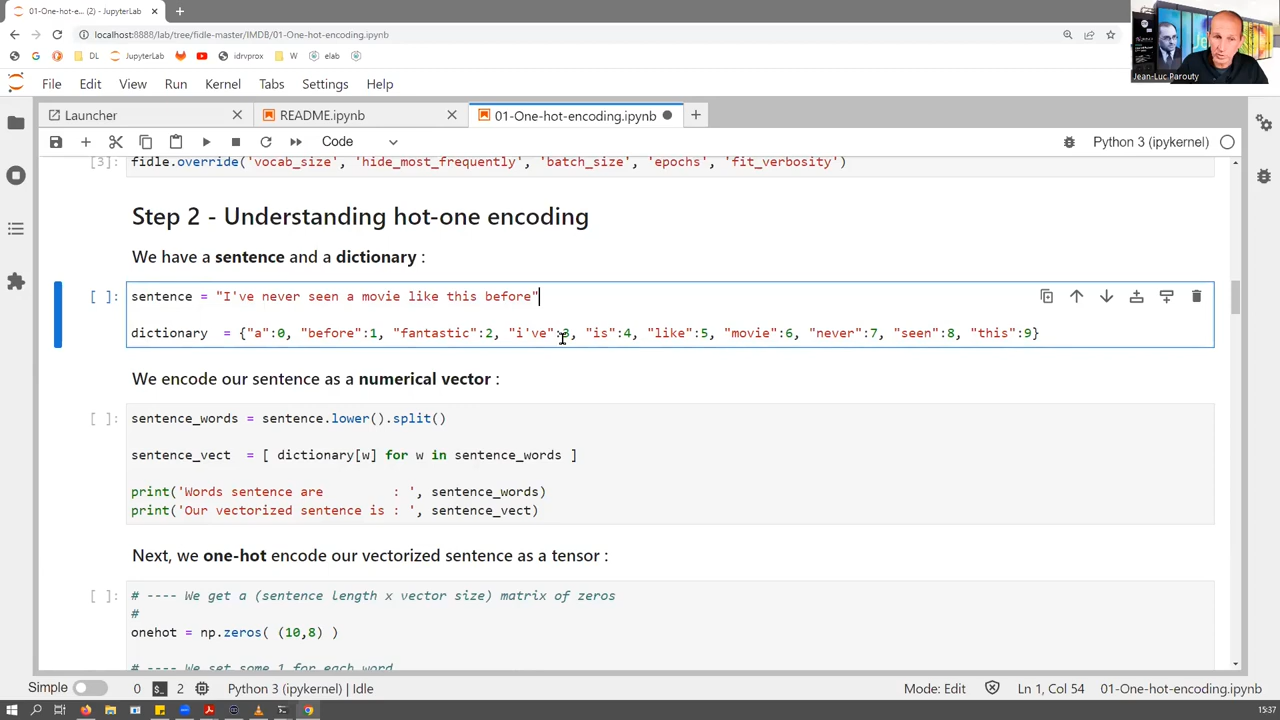 01-One-hot-e... (2) - JupyterLab
localhost:8888/lab/tree/fidle-master/IMDB/01-One-hot-encoding.ipynb
DL JupyterLab idrvprox W elab
Jean-Luc Parouty
File Edit View Run Kernel Tabs Settings Help
Launcher README.ipynb 01-One-hot-encoding.ipynb
Code Python 3 (ipykernel)
[3]: fidle.override('vocab_size', 'hide_most_frequently', 'batch_size', 'epochs', 'fit_verbosity')
Step 2 - Understanding hot-one encoding
We have a sentence and a dictionary :
[ ]: sentence = "I've never seen a movie like this before"
dictionary = {"a":0, "before":1, "fantastic":2, "i've":3, "is":4, "like":5, "movie":6, "never":7, "seen":8, "this":9}
We encode our sentence as a numerical vector :
[ ]: sentence_words = sentence.lower().split()
sentence_vect = [ dictionary[w] for w in sentence_words ]
print('Words sentence are : ', sentence_words)
print('Our vectorized sentence is : ', sentence_vect)
Next, we one-hot encode our vectorized sentence as a tensor :
[ ]: # ---- We get a (sentence length x vector size) matrix of zeros
#
onehot = np.zeros( (10,8) )
# ---- We set some 1 for each word
Simple 0 2 Python 3 (ipykernel) | Idle Mode: Edit Ln 1, Col 54 01-One-hot-encoding.ipynb
15:37